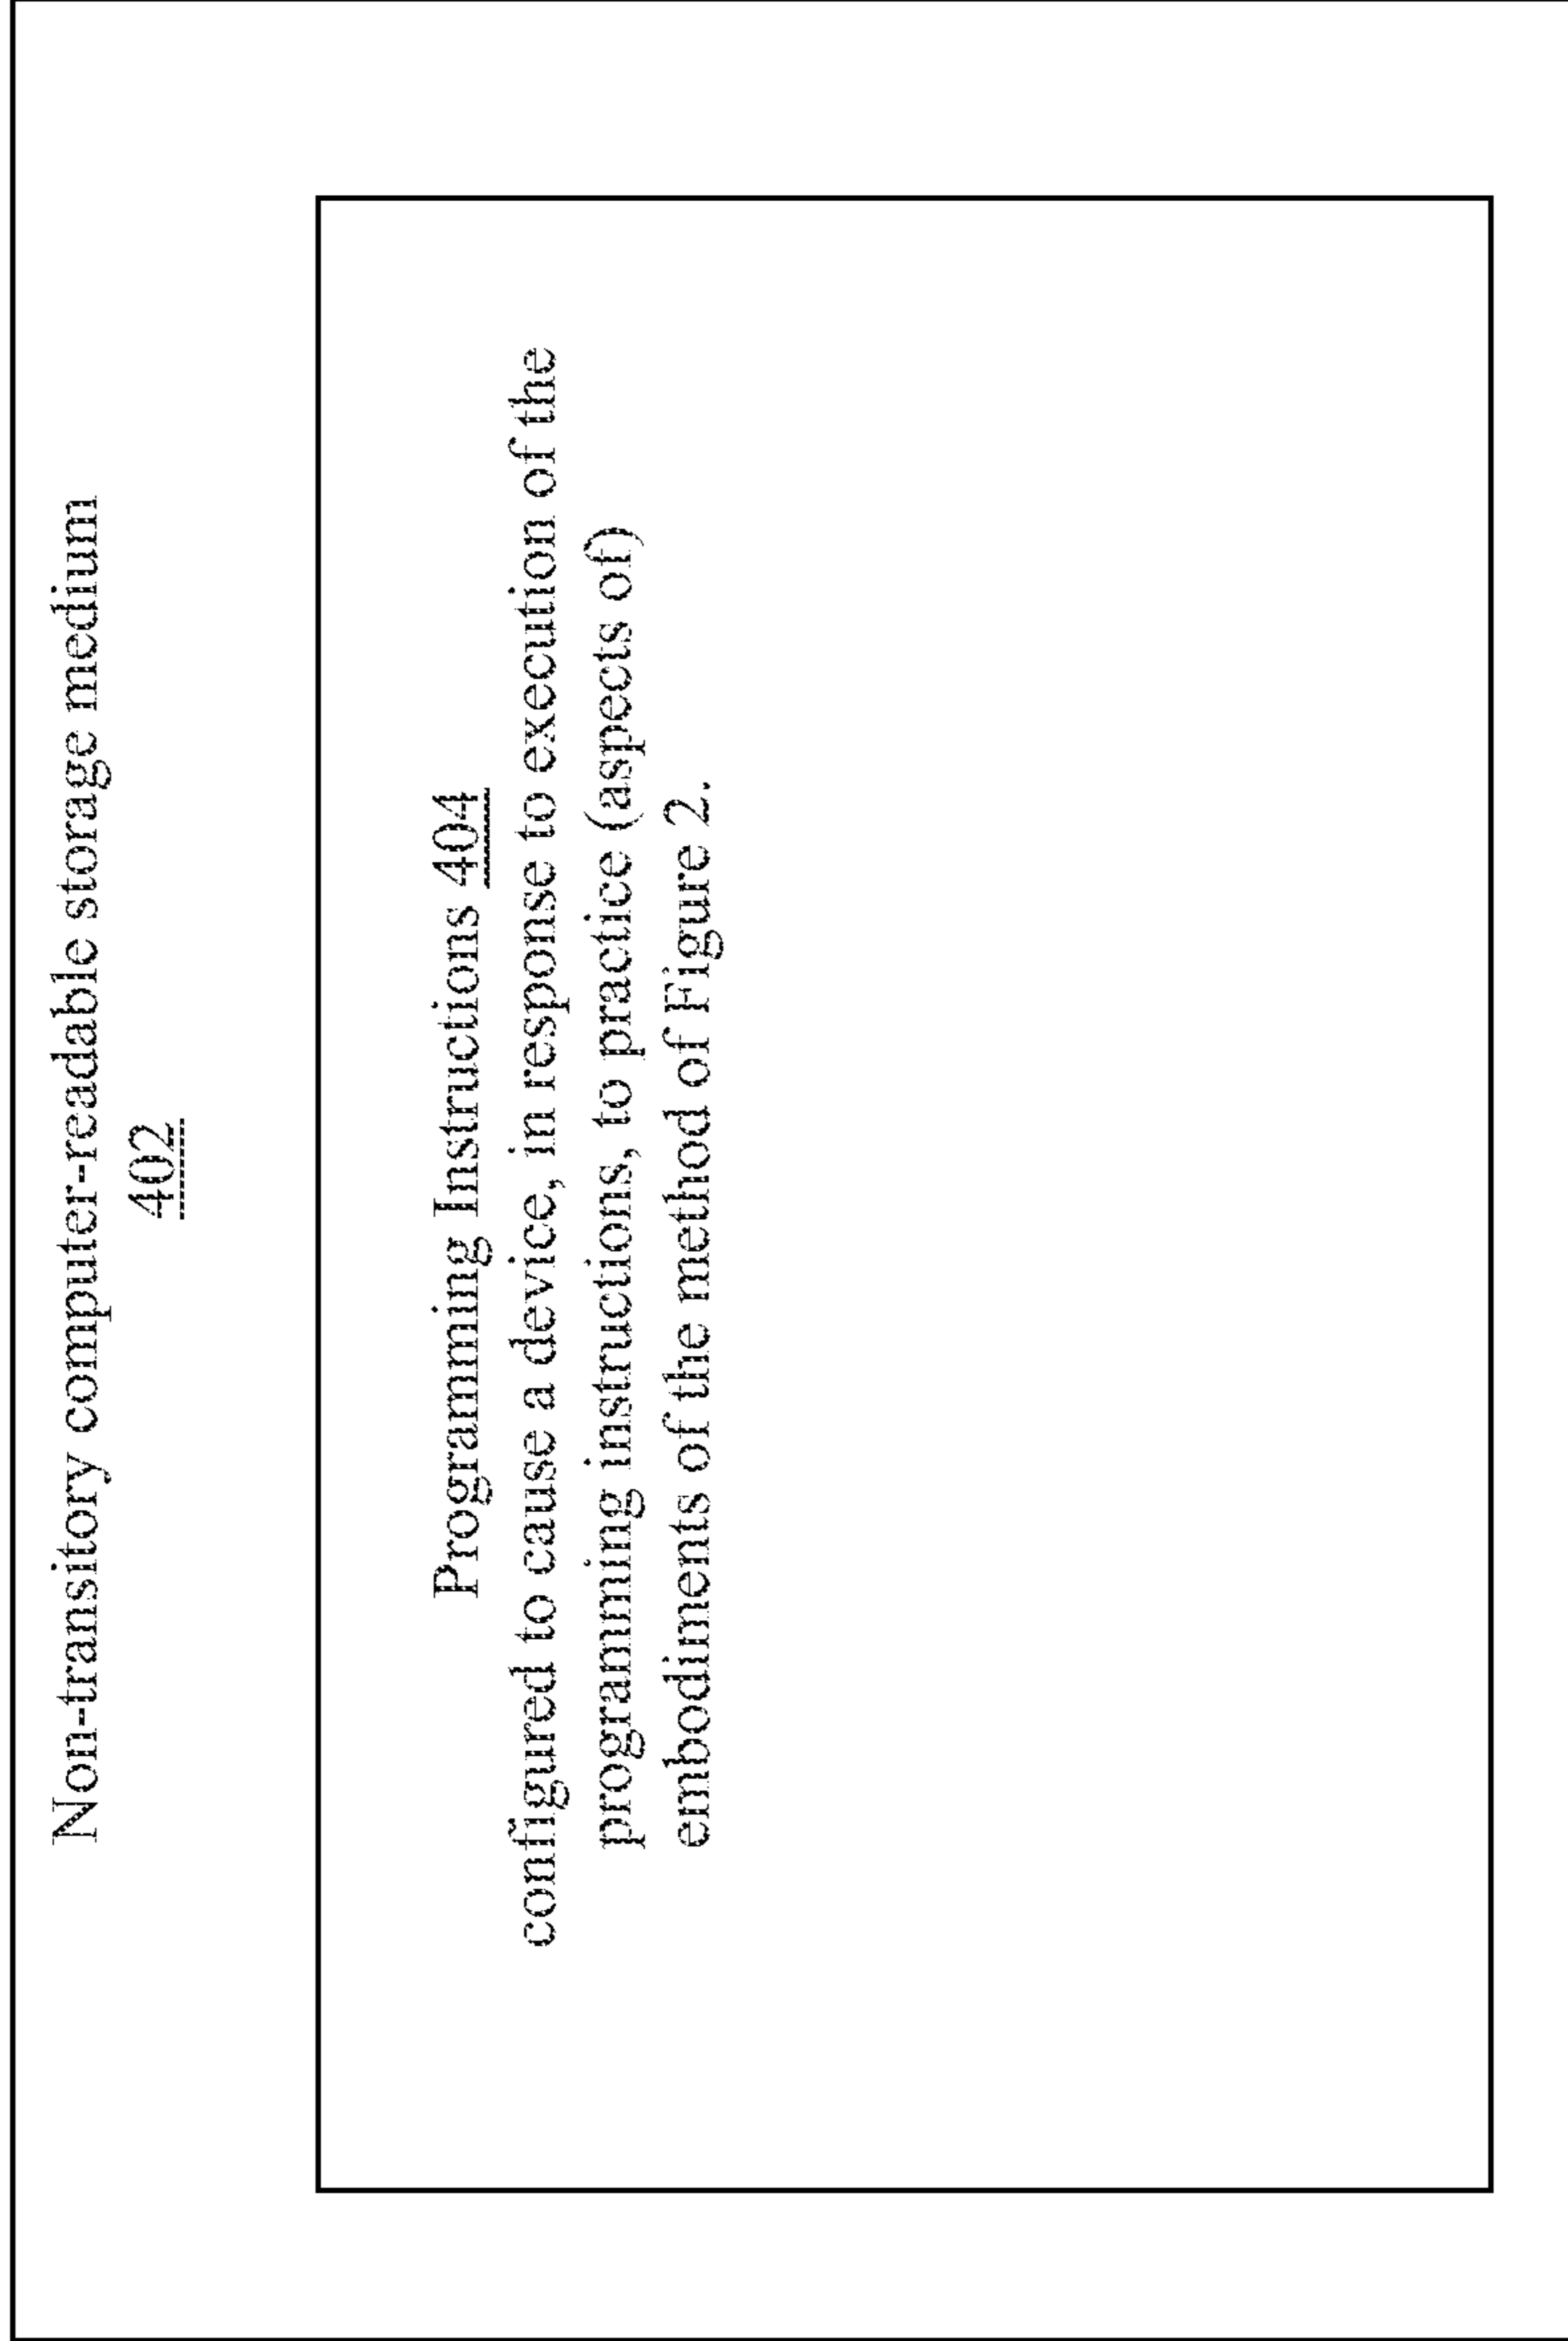 Non-transitory computer-readable storage medium
402
Programming Instructions 404
configured to cause a device, in response to execution of the
programming instructions, to practice (aspects of)
embodiments of the method of Figure 2.